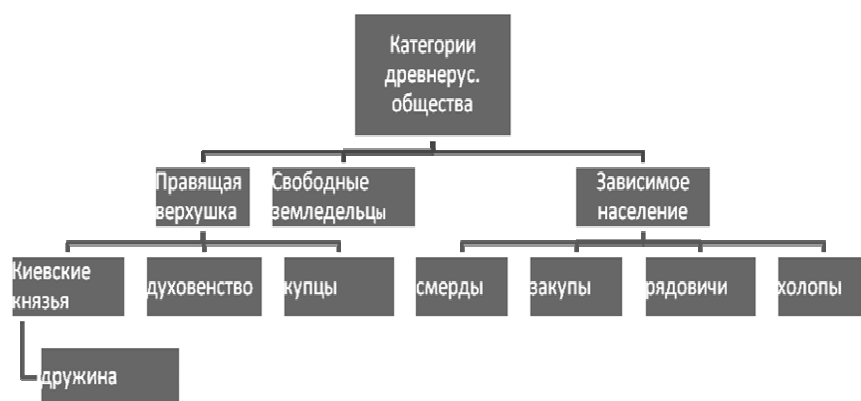 Категории
древнерус.
общества
Правящая
верхушка
Свободные
земледельцы
Зависимое
население
Киевские
князья
духовенство
купцы
смерды
закупы
рядовичи
холопы
дружина